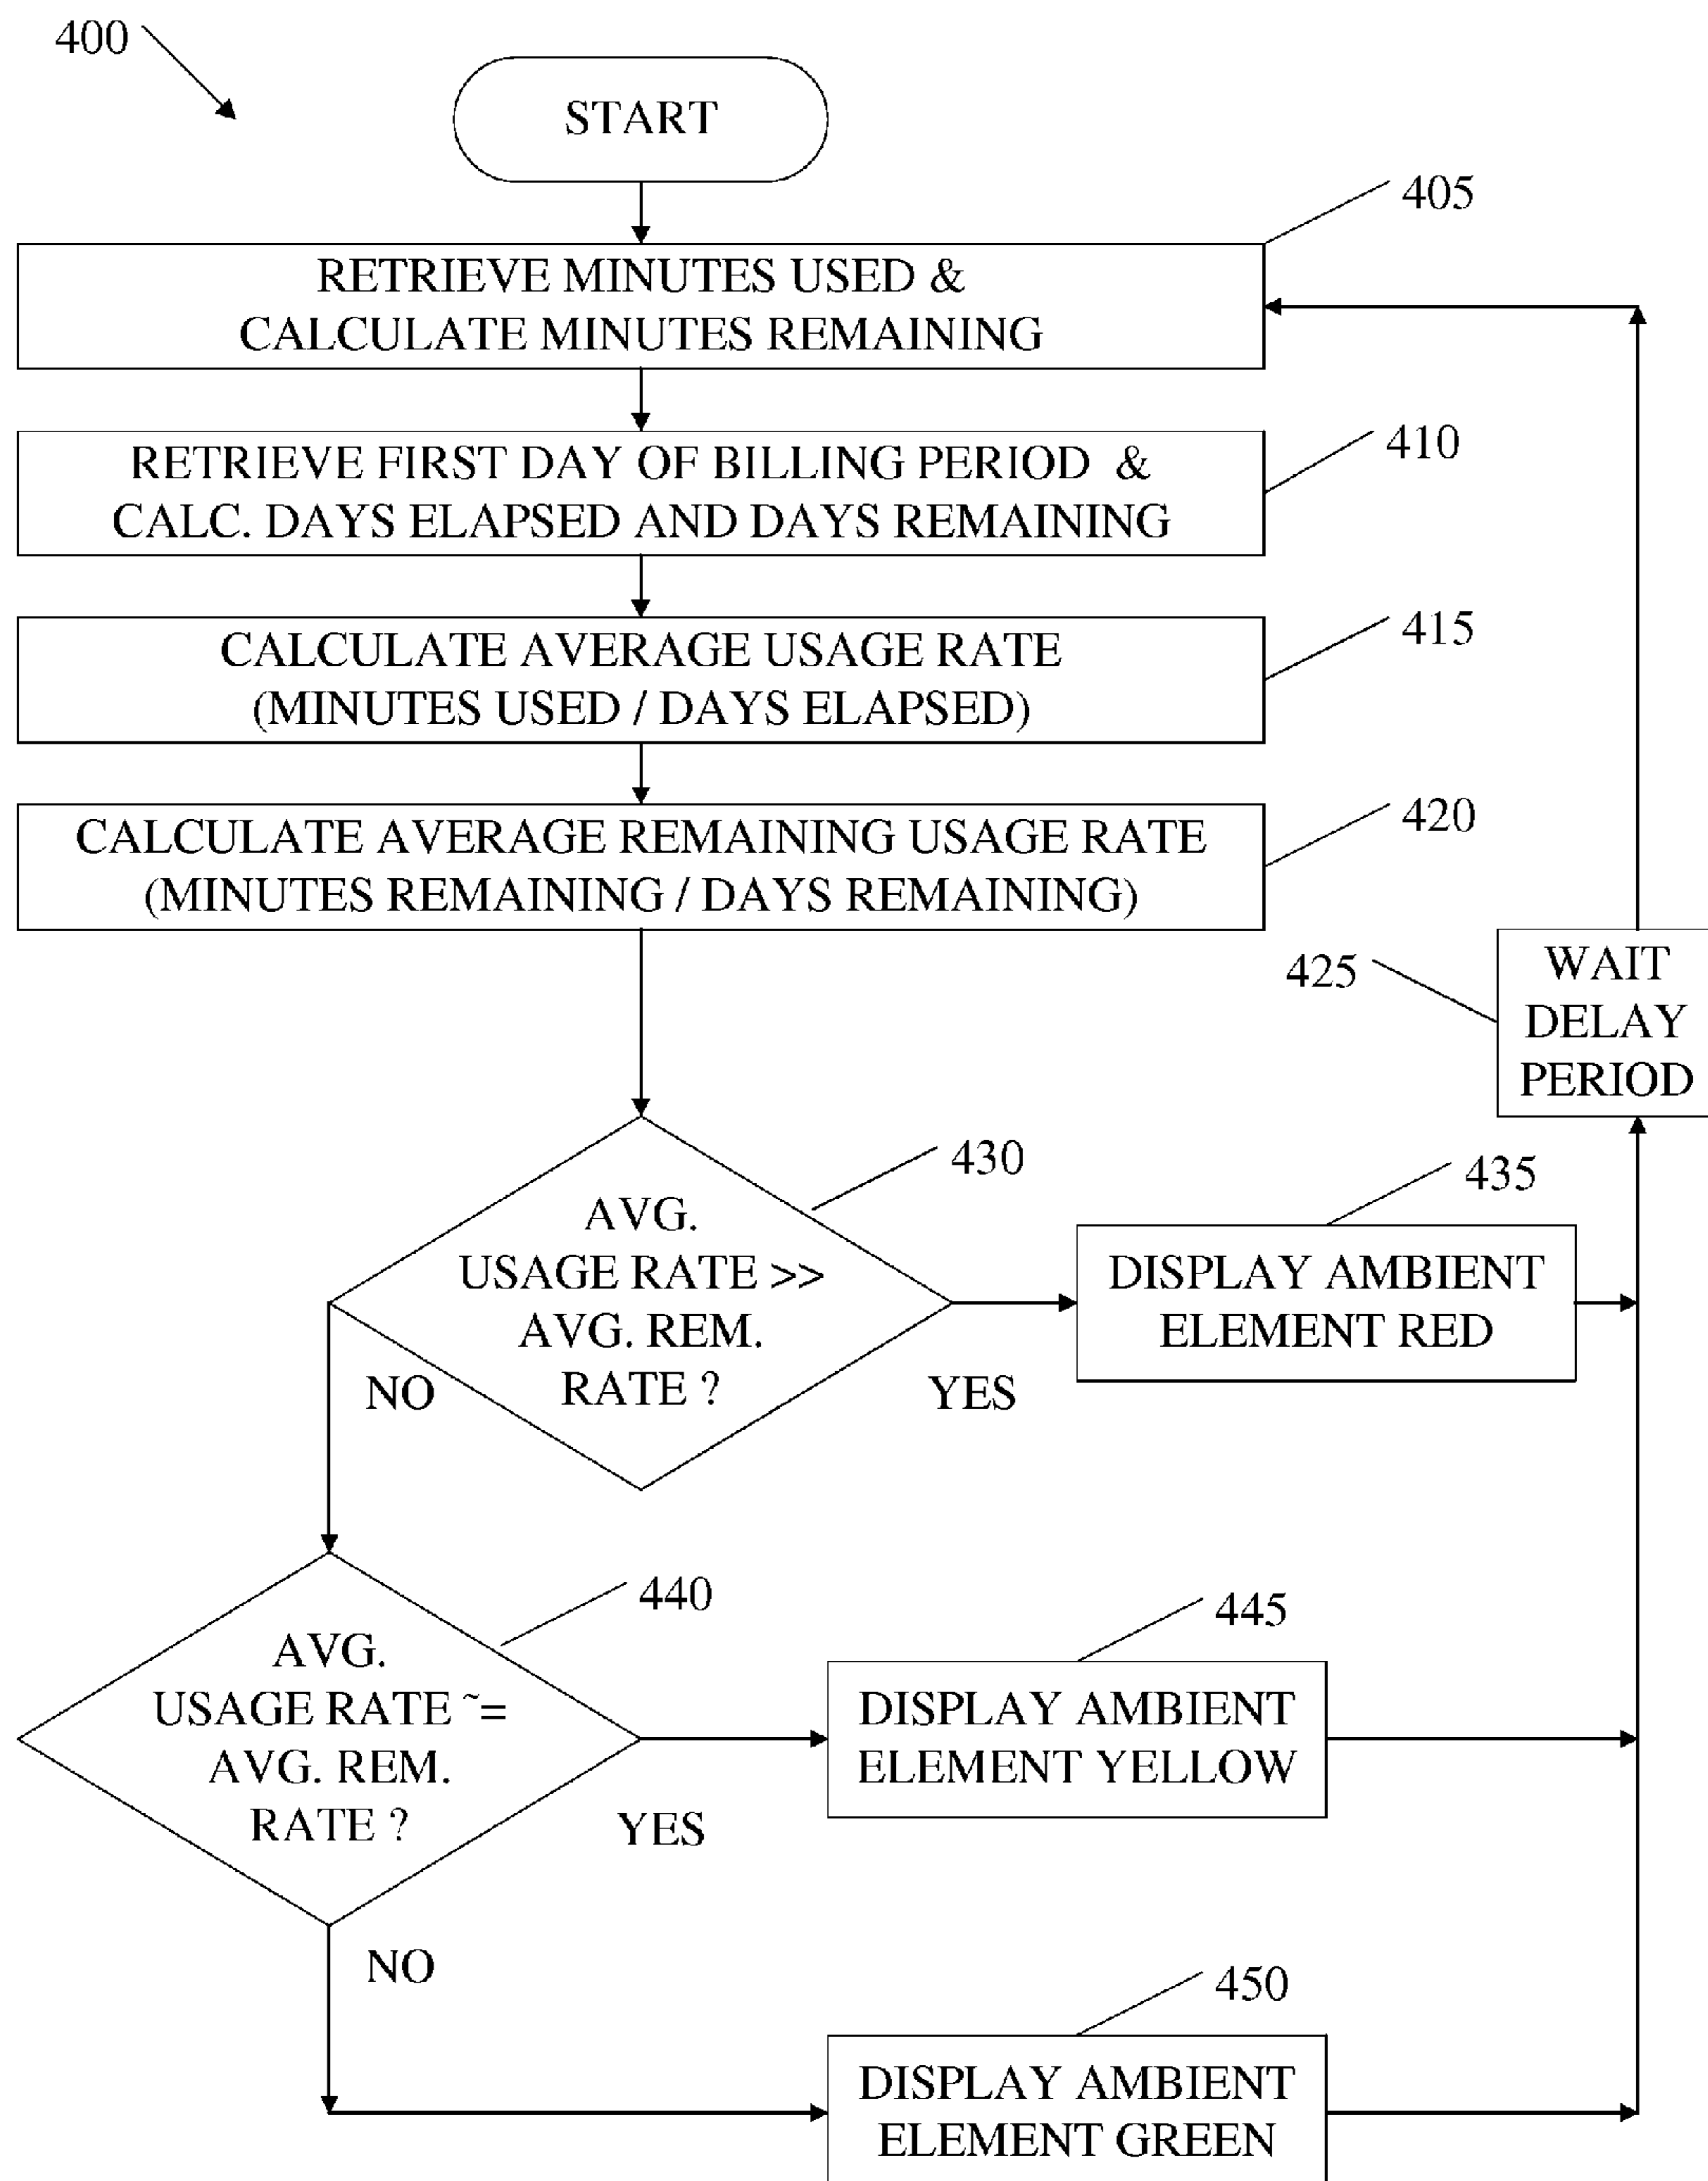 400
START
405
RETRIEVE MINUTES USED &
CALCULATE MINUTES REMAINING
410
RETRIEVE FIRST DAY OF BILLING PERIOD &
CALC. DAYS ELAPSED AND DAYS REMAINING
415
CALCULATE AVERAGE USAGE RATE
(MINUTES USED / DAYS ELAPSED)
420
CALCULATE AVERAGE REMAINING USAGE RATE
(MINUTES REMAINING / DAYS REMAINING)
425
WAIT
DELAY
PERIOD
430
AVG.
USAGE RATE >>
AVG. REM.
RATE ?
NO
YES
435
DISPLAY AMBIENT
ELEMENT RED
440
AVG.
USAGE RATE ~=
AVG. REM.
RATE ?
YES
NO
445
DISPLAY AMBIENT
ELEMENT YELLOW
450
DISPLAY AMBIENT
ELEMENT GREEN